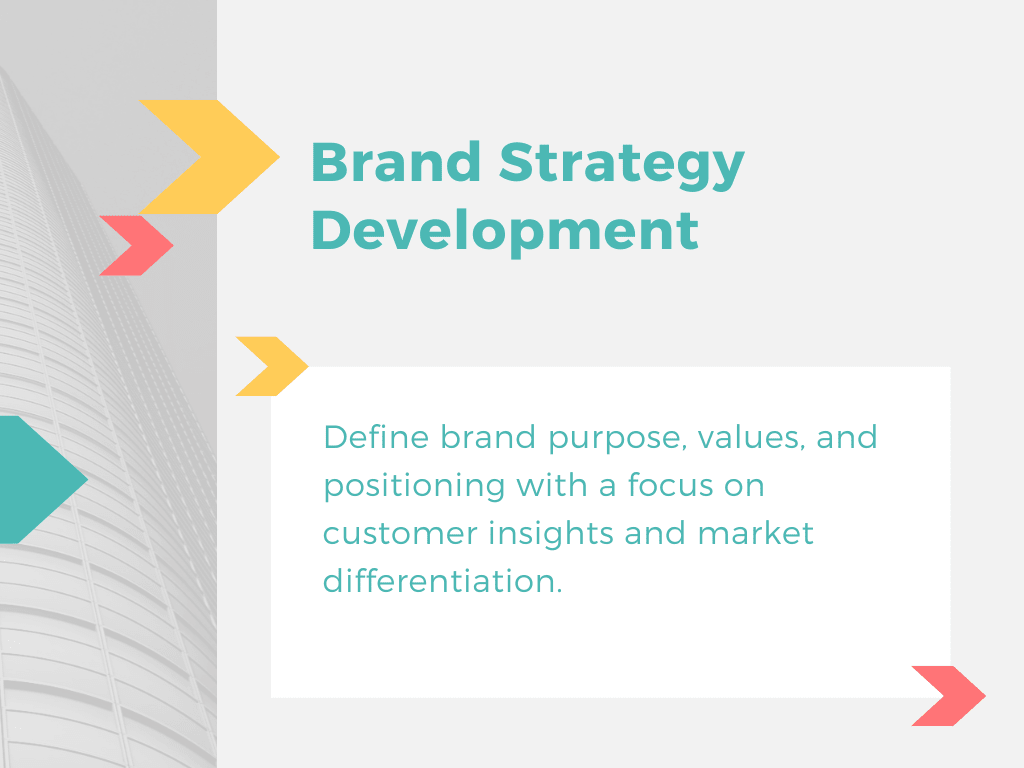 Brand Strategy
Development
Define brand purpose, values, and
positioning with a focus on
customer insights and market
differentiation.